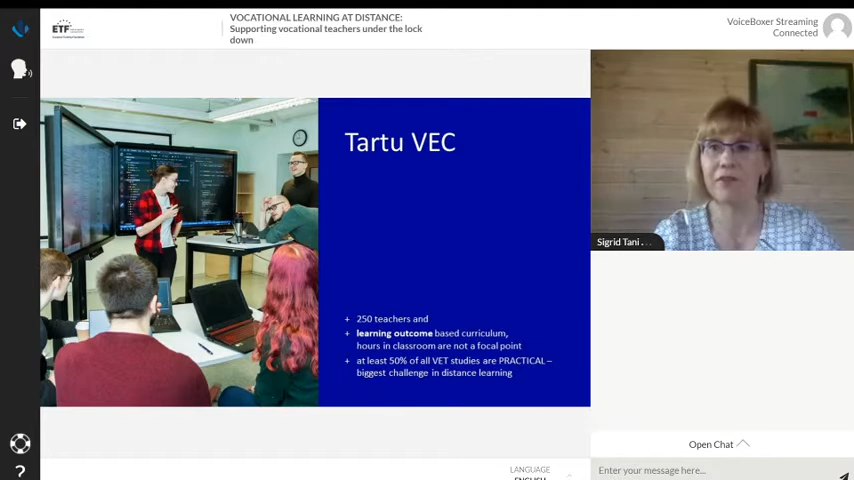 ETF
VOCATIONAL LEARNING AT DISTANCE:
Supporting vocational teachers under the lock
down
VoiceBoxer Streaming
Connected
Tartu VEC
+ 250 teachers and
+ learning outcome based curriculum,
hours in classroom are not a focal point
+ at least 50% of all VET studies are PRACTICAL –
biggest challenge in distance learning
Sigrid Tani . . .
Open Chat
Enter your message here...
LANGUAGE
ENGLISH
?